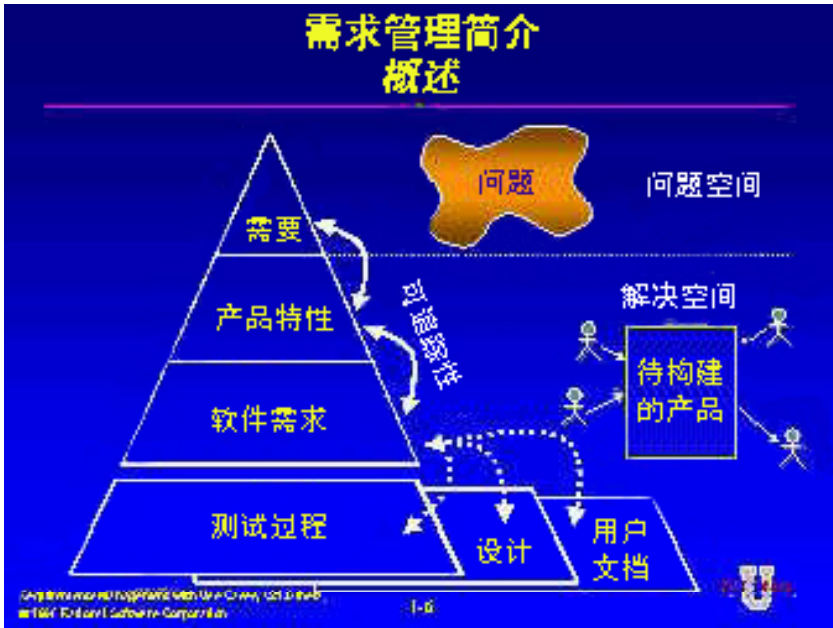 需求管理简介
概述
问题
问题空间
需要
解决空间
产品特性
可追踪性
待构建
的产品
软件需求
测试过程
设计
用户
文档
1-6